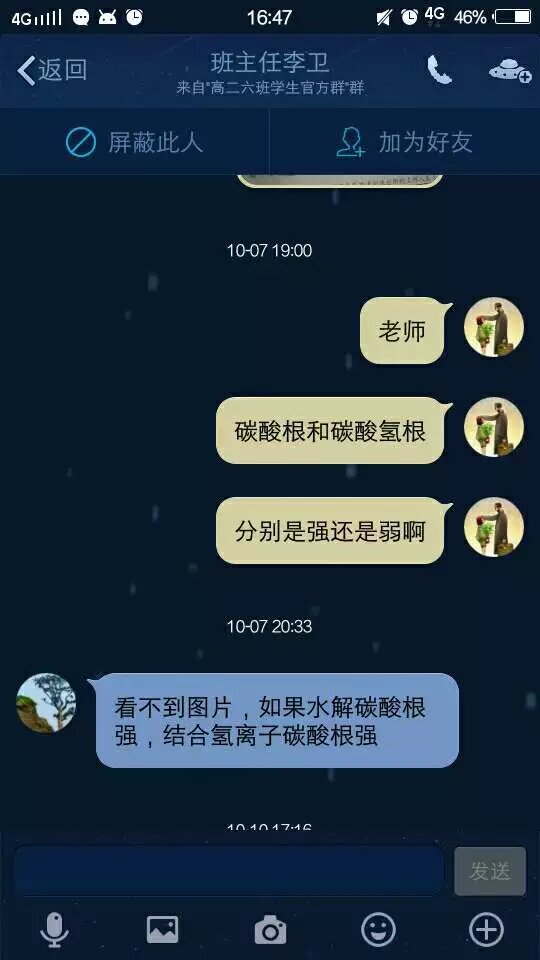 4G 16:47 4G 46%
返回
班主任李卫
来自"高二六班学生官方群"群
屏蔽此人
加为好友
10-07 19:00
老师
碳酸根和碳酸氢根
分别是强还是弱啊
10-07 20:33
看不到图片，如果水解碳酸根
强，结合氢离子碳酸根强
10-10 17:16
发送